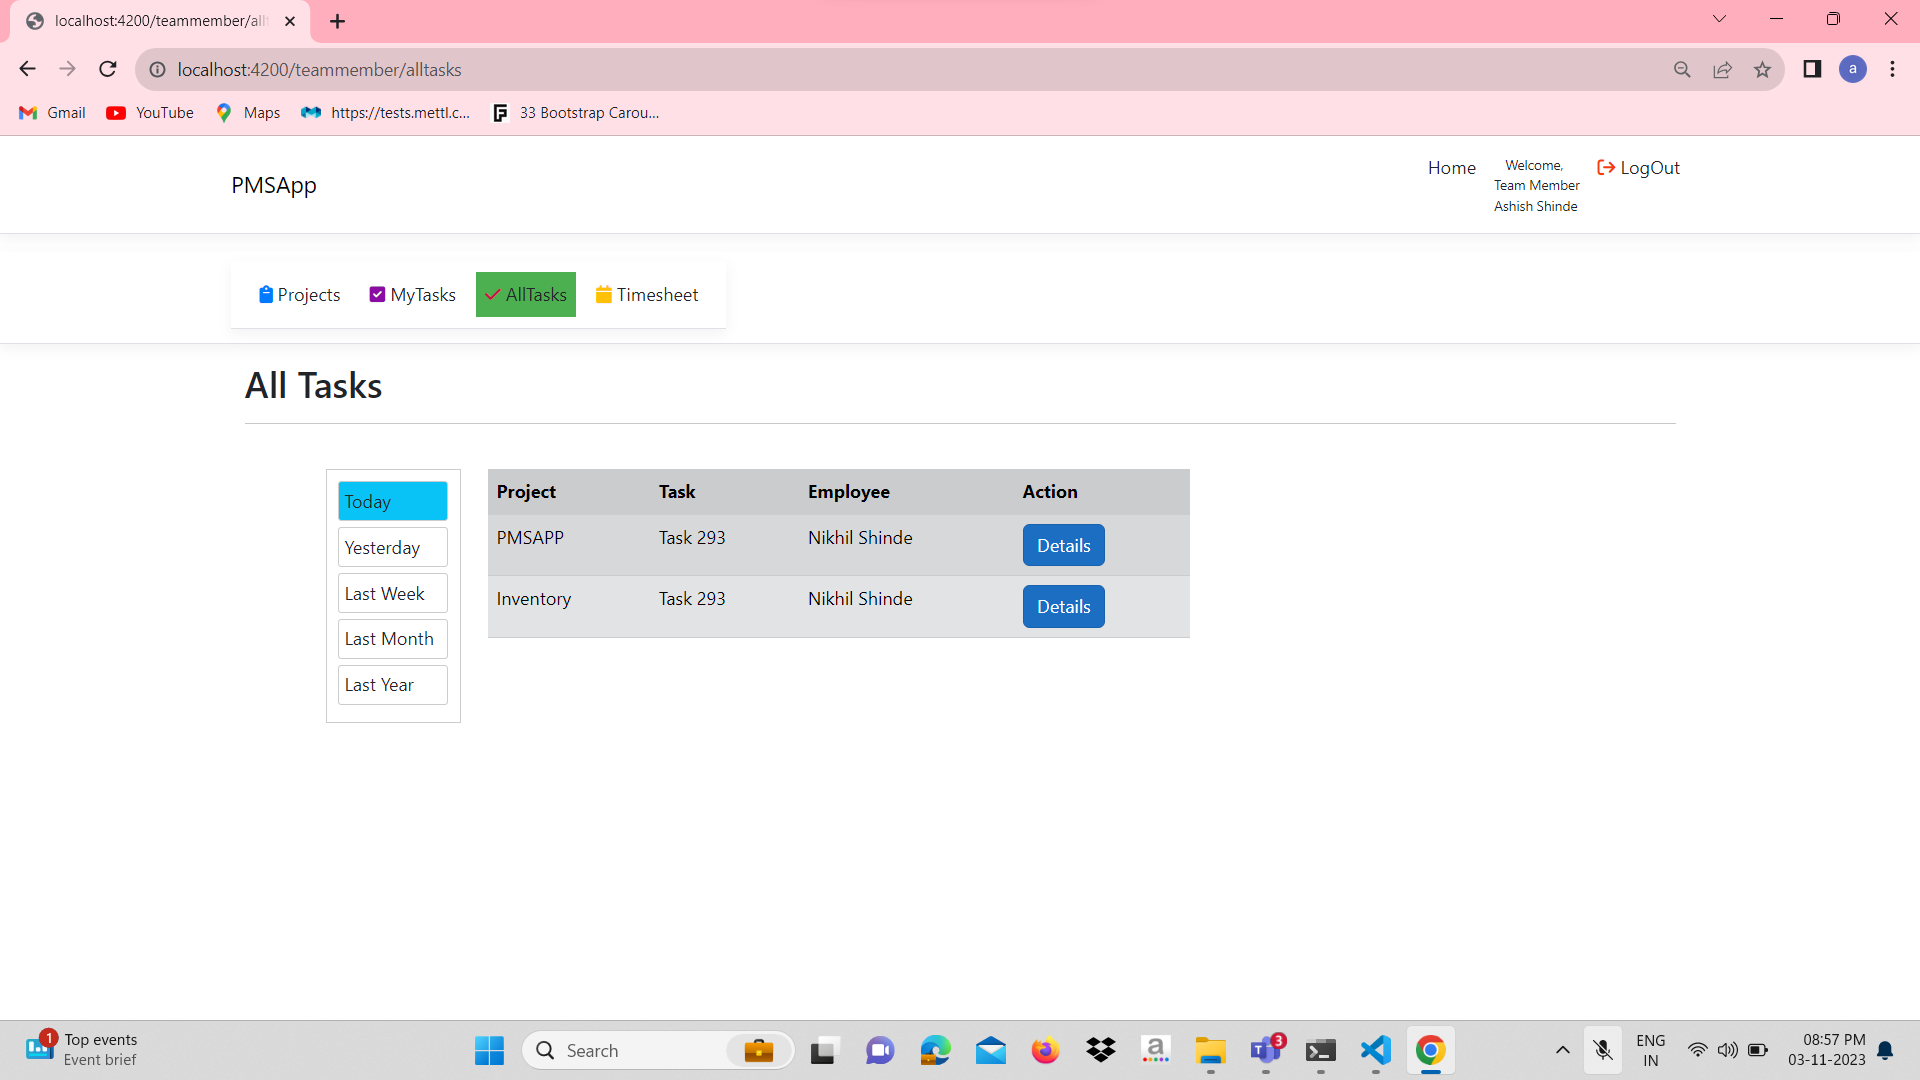 localhost:4200/teammember/allt
localhost:4200/teammember/alltasks
a
Gmail
YouTube
Maps
https://tests.mettl.c...
33 Bootstrap Carou...
PMSApp
Home
Welcome,
Team Member
Ashish Shinde
LogOut
Projects
MyTasks
AllTasks
Timesheet
All Tasks
Today
Yesterday
Last Week
Last Month
Last Year
Project Task Employee Action
PMSAPP Task 293 Nikhil Shinde Details
Inventory Task 293 Nikhil Shinde Details
1
Top events
Event brief
Search
a
3
ENG
IN
08:57 PM
03-11-2023